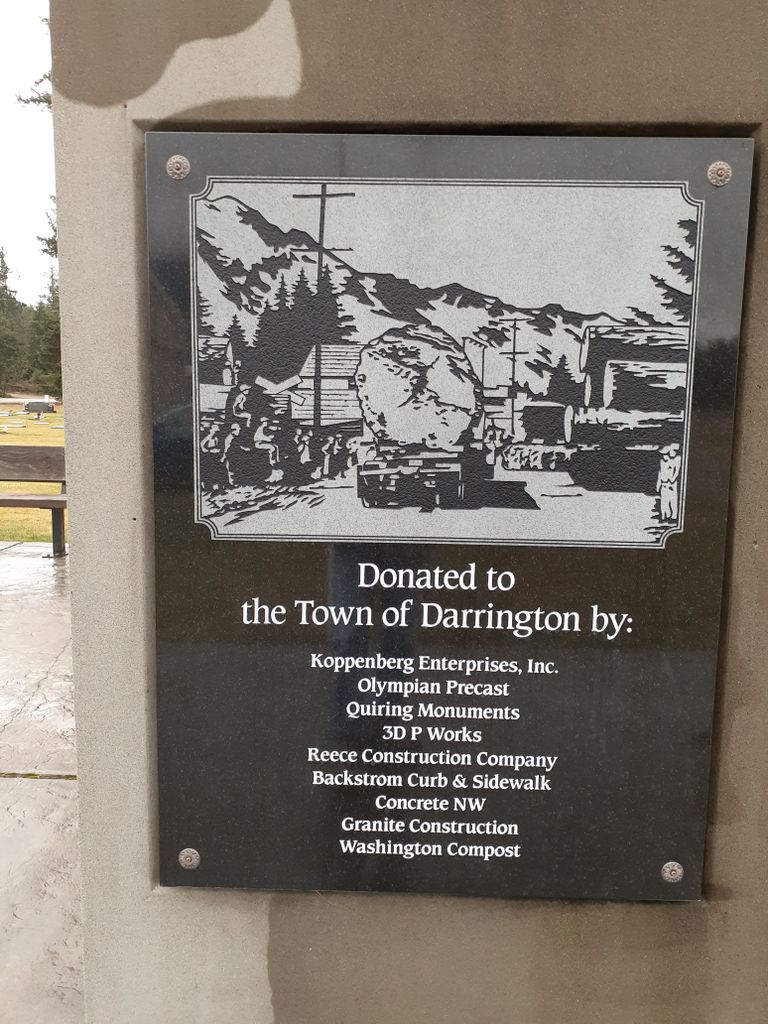 Donated to
the Town of Darrington by:
Koppenberg Enterprises, Inc.
Olympian Precast
Quiring Monuments
3D P Works
Reece Construction Company
Backstrom Curb & Sidewalk
Concrete NW
Granite Construction
Washington Compost